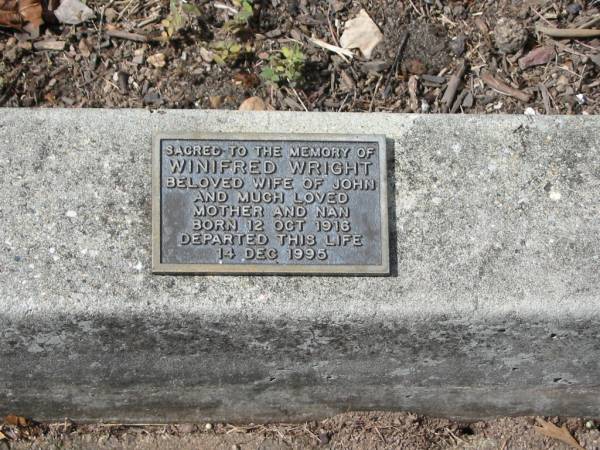 SACRED TO THE MEMORY OF
WINIFRED WRIGHT
BELOVED WIFE OF JOHN
AND MUCH LOVED
MOTHER AND NAN
BORN 12 OCT 1916
DEPARTED THIS LIFE
14 DEC 1995